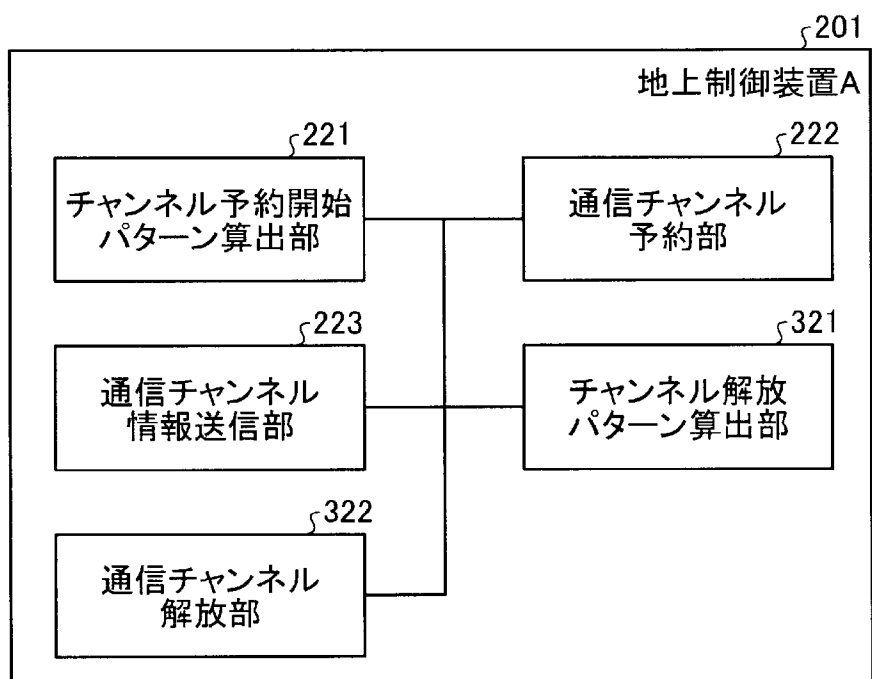 201
地上制御装置A
221
チャンネル予約開始
パターン算出部
222
通信チャンネル
予約部
223
通信チャンネル
情報送信部
321
チャンネル解放
パターン算出部
322
通信チャンネル
解放部